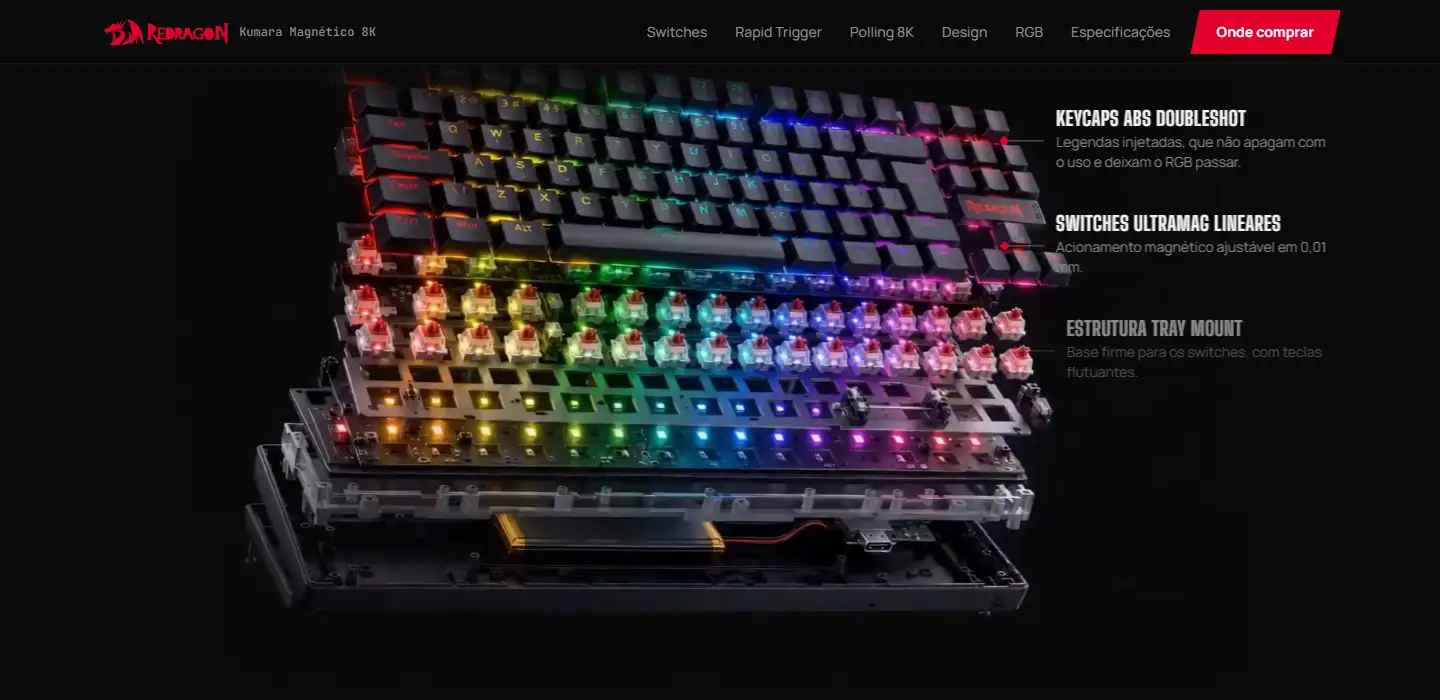 REDRAGON Kumara Magnético 8K
Switches Rapid Trigger Polling 8K Design RGB Especificações Onde comprar
KEYCAPS ABS DOUBLESHOT
Legendas injetadas, que não apagam com
o uso e deixam o RGB passar.
SWITCHES ULTRAMAG LINEARES
Acionamento magnético ajustável em 0,01
mm.
ESTRUTURA TRAY MOUNT
Base firme para os switches, com teclas
flutuantes.
Q W E R T Y U I O
A S D F G H J K L
REDRAGON
Z X C V B N M
ALT